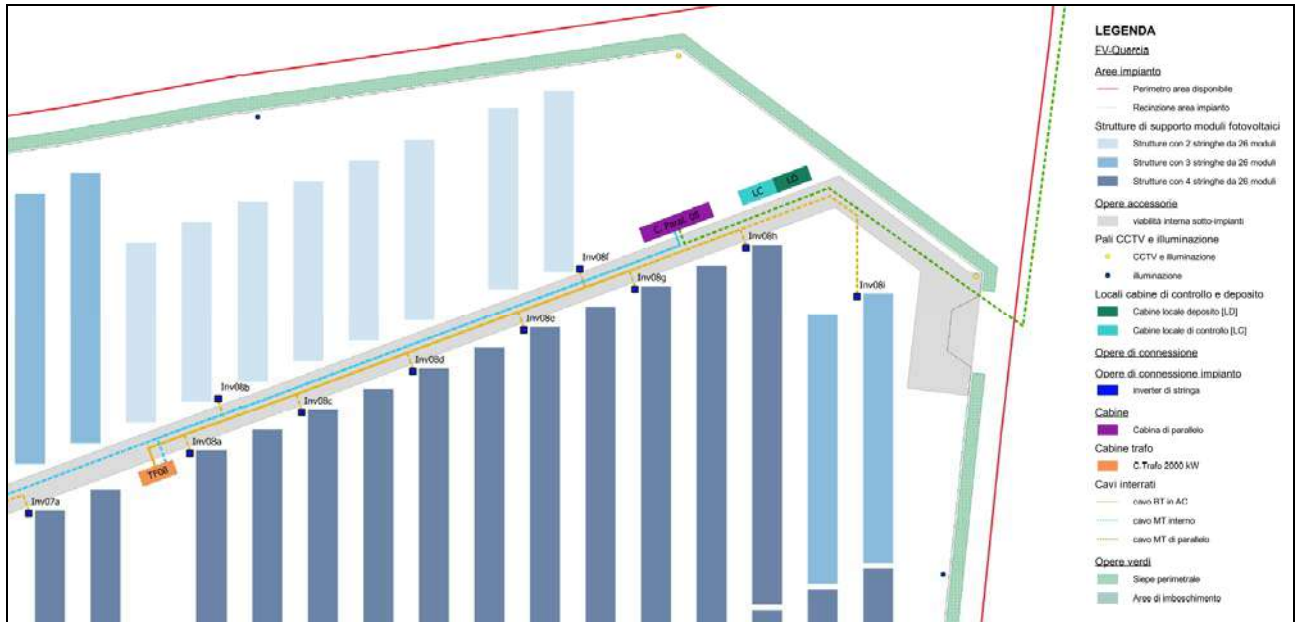 LEGENDA
FV-Quercia
Aree impianto
Perimetro area disponibile
Recinzione area impianto
Strutture di supporto moduli fotovoltaici
Strutture con 2 stringhe da 26 moduli
Strutture con 3 stringhe da 26 moduli
Strutture con 4 stringhe da 26 moduli
Opere accessorie
viabilità interna sotto-impianti
Pali CCTV e illuminazione
CCTV e illuminazione
illuminazione
Locali cabine di controllo e deposito
Cabine locale deposito [LD]
Cabine locale di controllo [LC]
Opere di connessione
Opere di connessione impianto
inverter di stringa
Cabine
Cabina di parallelo
Cabine trafo
C.Trafo 2000 kW
Cavi interrati
cavo BT in AC
cavo MT interno
cavo MT di parallelo
Opere verdi
Siepe perimetrale
Aree di imboschimento
LC LD
C. Paral.
Inv08h
Inv08f
Inv08g
Inv08i
Inv08e
Inv08d
Inv08b
Inv08c
Inv08a
TF08
Inv07a